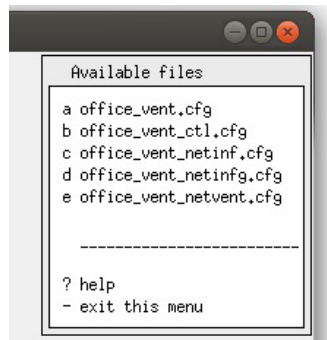 Available files
a office_vent.cfg
b office_vent_ctl.cfg
c office_vent_netinf.cfg
d office_vent_netinfg.cfg
e office_vent_netvent.cfg
-------------------------
? help
- exit this menu